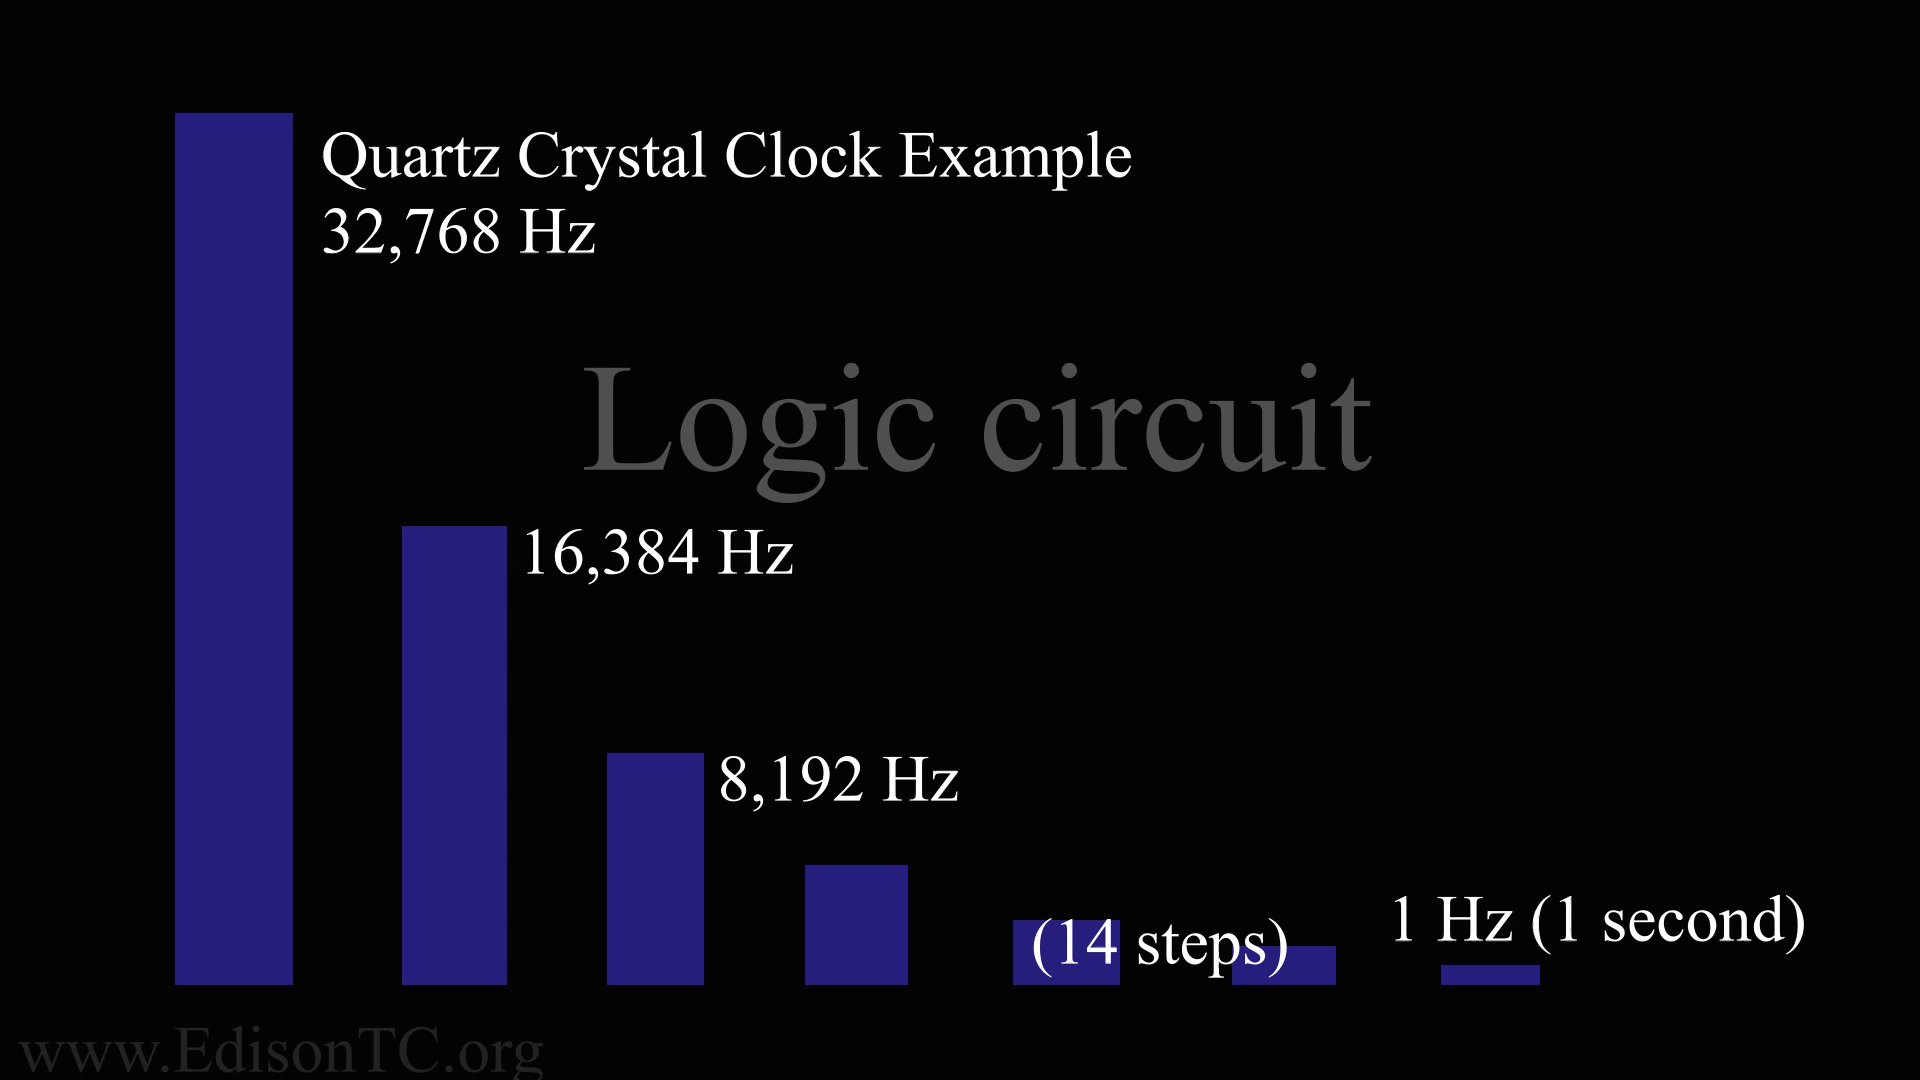 Quartz Crystal Clock Example
32,768 Hz
Logic circuit
16,384 Hz
8,192 Hz
(14 steps)
1 Hz (1 second)
www.EdisonTC.org